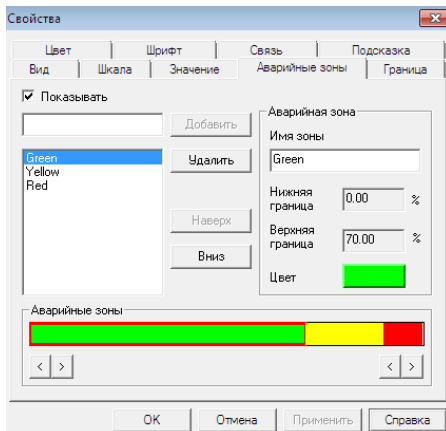 Свойства
Цвет Шрифт Связь Подсказка
Вид Шкала Значение Аварийные зоны Граница
Показывать
Добавить
Green
Yellow
Red
Удалить
Наверх
Вниз
Аварийная зона
Имя зоны
Green
Нижняя
граница
0.00 %
Верхняя
граница
70.00 %
Цвет
Аварийные зоны
< > < >
OK Отмена Применить Справка